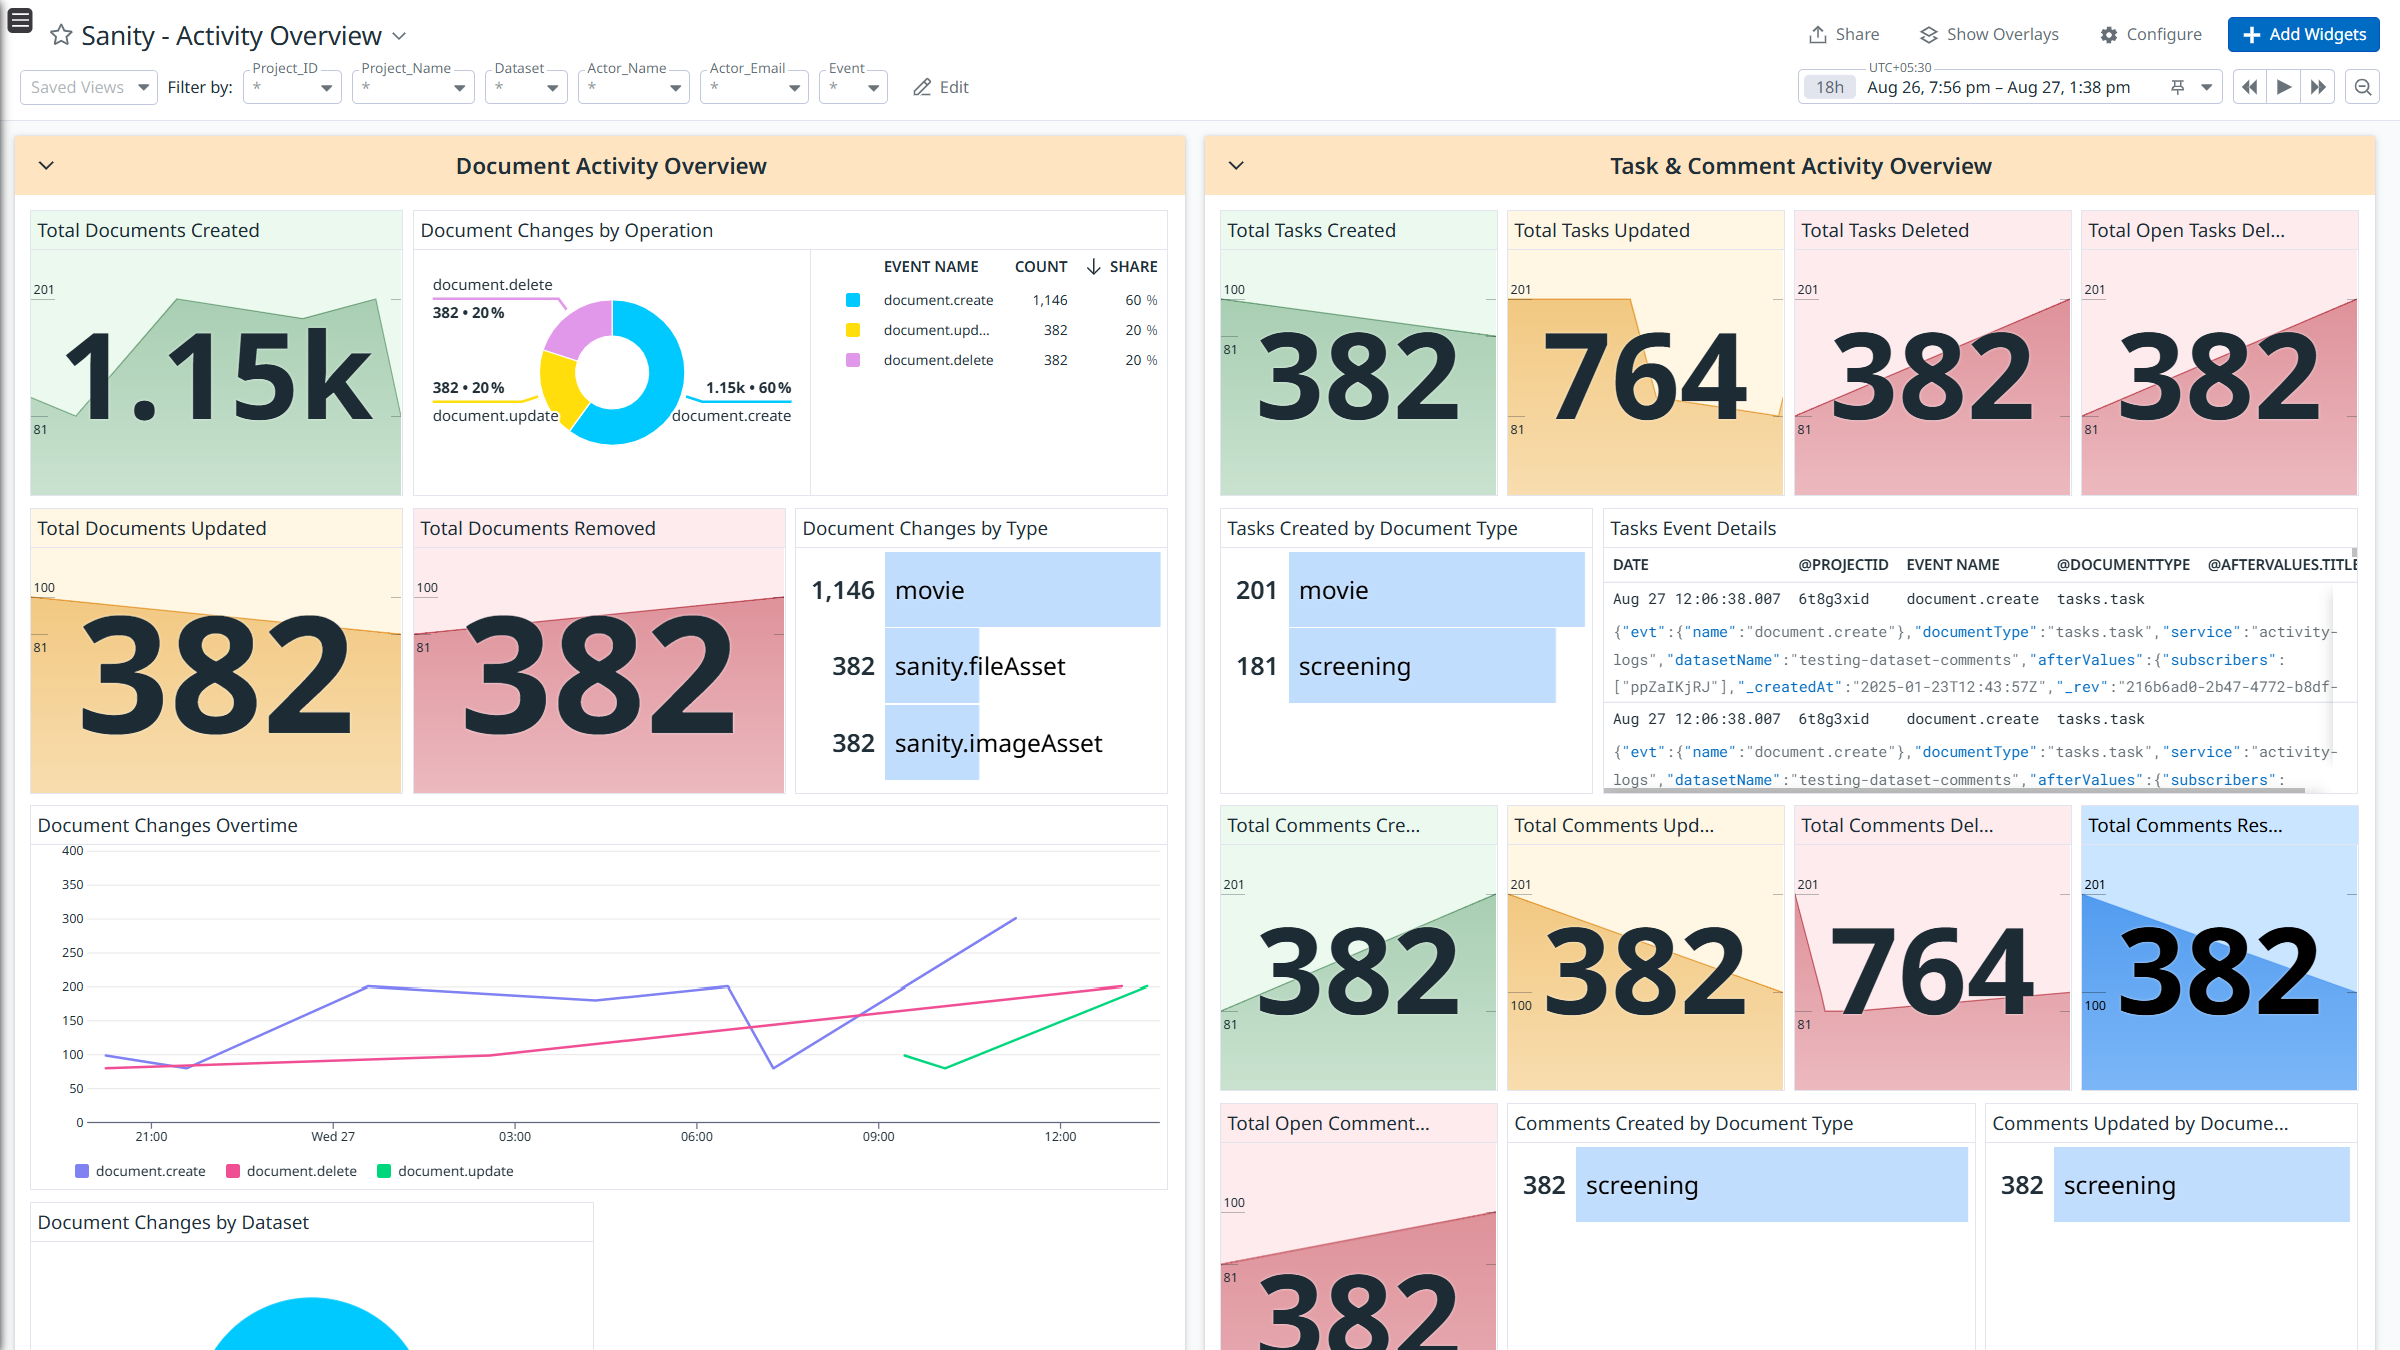 Sanity - Activity Overview
Share
Show Overlays
Configure
Add Widgets
Saved Views
Filter by:
Project_ID
*
Project_Name
*
Dataset
*
Actor_Name
*
Actor_Email
*
Event
*
Edit
UTC+05:30
18h
Aug 26, 7:56 pm – Aug 27, 1:38 pm
Document Activity Overview
Total Documents Created
201
81
1.15k
Document Changes by Operation
document.delete
382 • 20%
382 • 20%
document.update
1.15k • 60%
document.create
EVENT NAME COUNT SHARE
document.create 1,146 60 %
document.upd... 382 20 %
document.delete 382 20 %
Total Documents Updated
100
81
382
Total Documents Removed
100
81
382
Document Changes by Type
1,146 movie
382 sanity.fileAsset
382 sanity.imageAsset
Document Changes Overtime
400
350
300
250
200
150
100
50
0
21:00 Wed 27 03:00 06:00 09:00 12:00
document.create document.delete document.update
Document Changes by Dataset
Task & Comment Activity Overview
Total Tasks Created
100
81
382
Total Tasks Updated
201
81
764
Total Tasks Deleted
201
81
382
Total Open Tasks Del...
201
81
382
Tasks Created by Document Type
201 movie
181 screening
Tasks Event Details
DATE @PROJECTID EVENT NAME @DOCUMENTTYPE @AFTERVALUES.TITLE
Aug 27 12:06:38.007 6t8g3xid document.create tasks.task
{"evt":{"name":"document.create"},"documentType":"tasks.task","service":"activity-
logs","datasetName":"testing-dataset-comments","afterValues":{"subscribers":
["ppZaIKjRJ"],"_createdAt":"2025-01-23T12:43:57Z","_rev":"216b6ad0-2b47-4772-b8df-
Aug 27 12:06:38.007 6t8g3xid document.create tasks.task
{"evt":{"name":"document.create"},"documentType":"tasks.task","service":"activity-
logs","datasetName":"testing-dataset-comments","afterValues":{"subscribers":
Total Comments Cre...
201
81
382
Total Comments Upd...
201
100
382
Total Comments Del...
201
81
764
Total Comments Res...
201
100
382
Total Open Comment...
100
81
382
Comments Created by Document Type
382 screening
Comments Updated by Docume...
382 screening